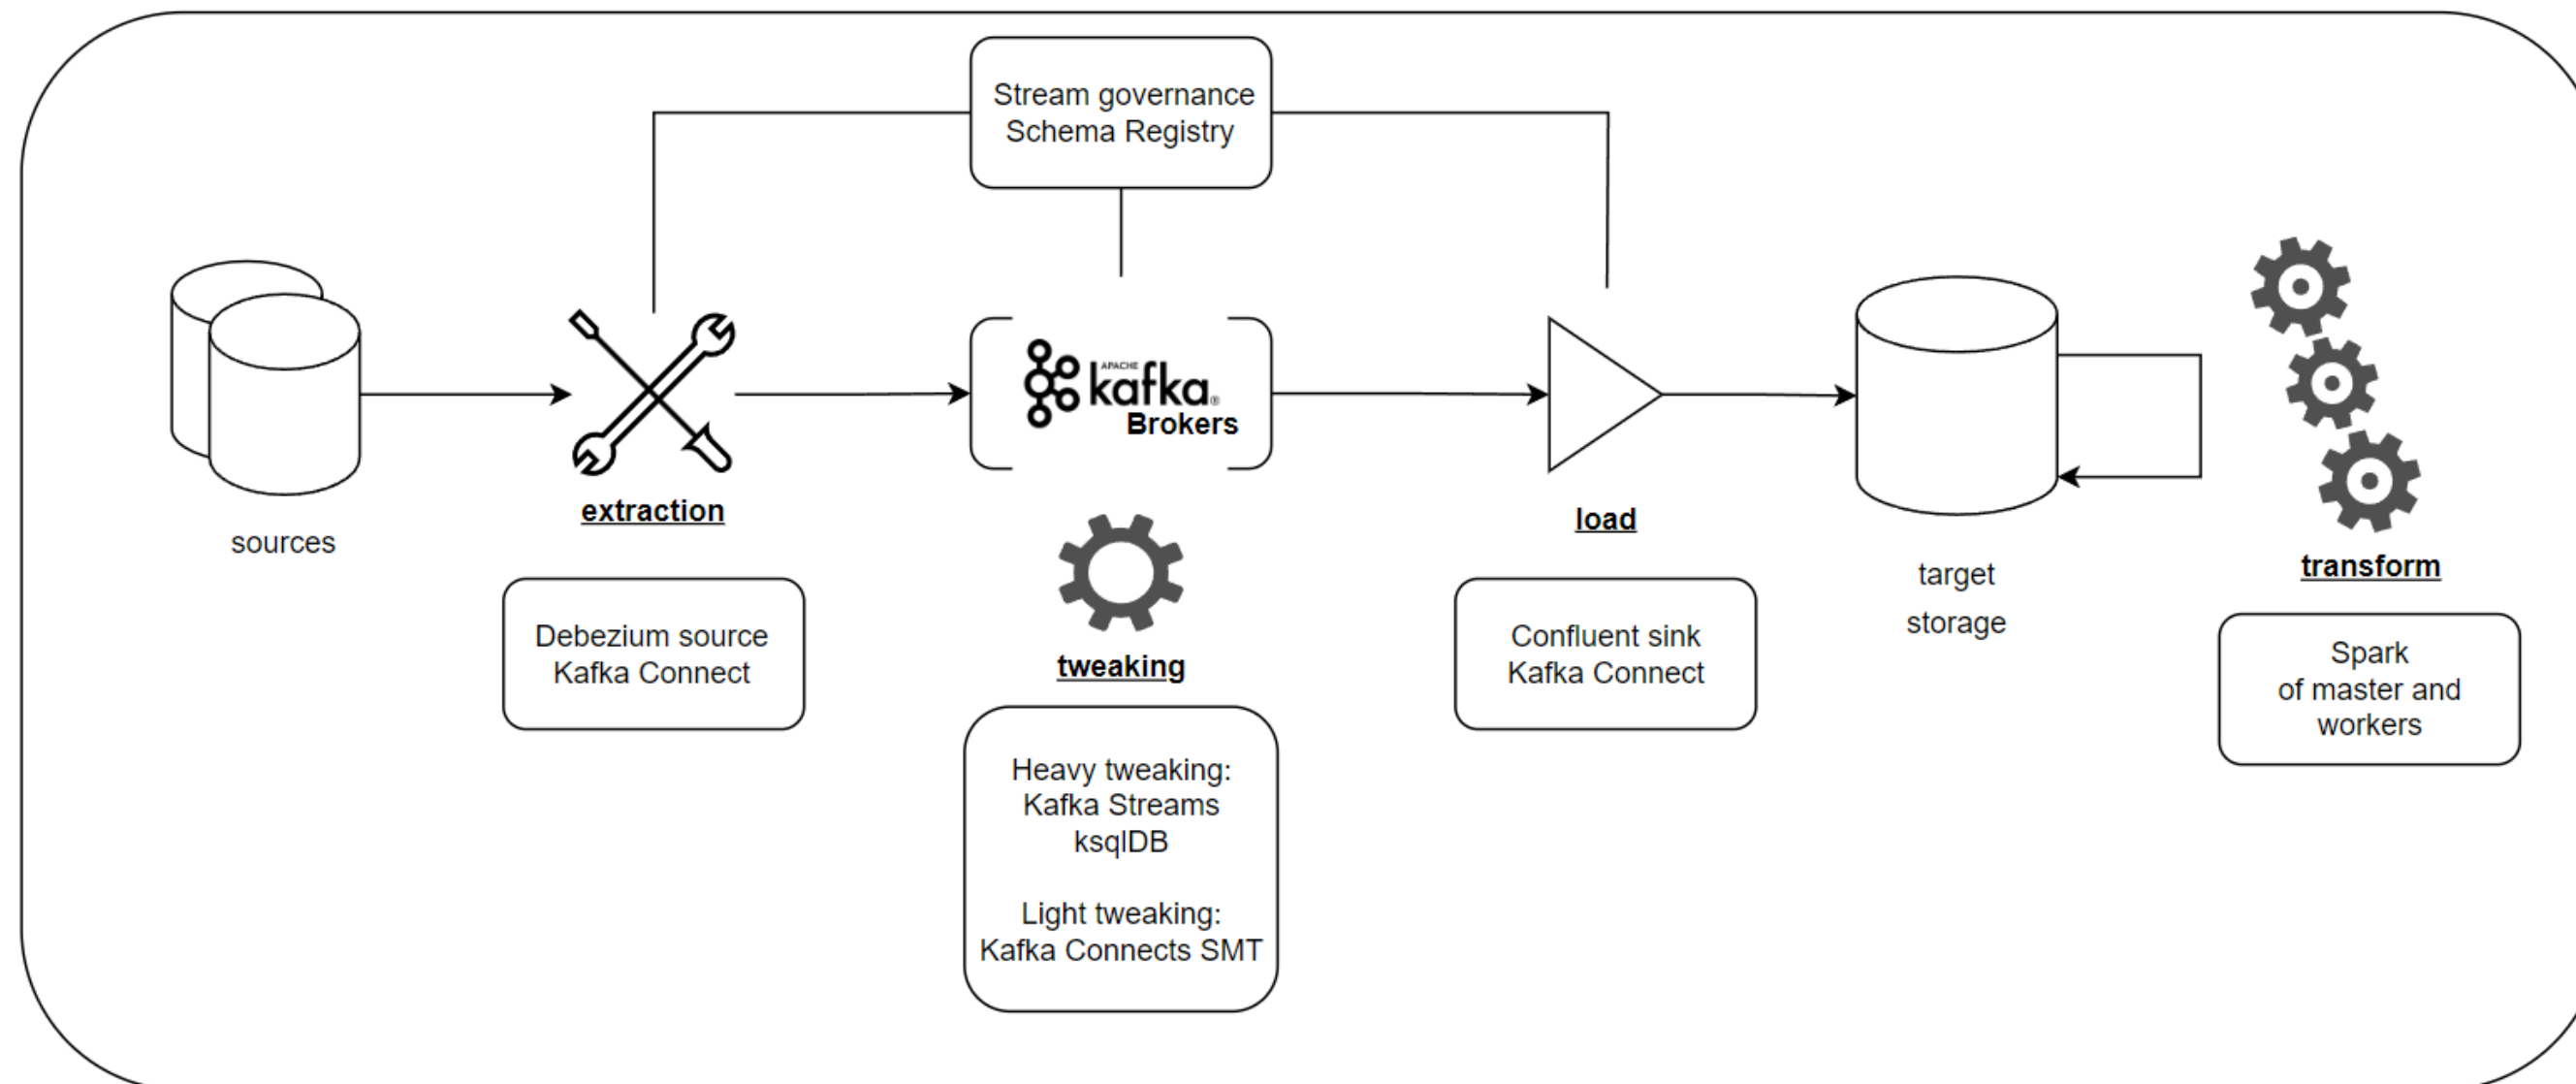 Stream governance
Schema Registry
APACHE
kafka®
Brokers
sources
extraction
Debezium source
Kafka Connect
tweaking
Heavy tweaking:
Kafka Streams
ksqlDB
Light tweaking:
Kafka Connects SMT
load
Confluent sink
Kafka Connect
target
storage
transform
Spark
of master and
workers